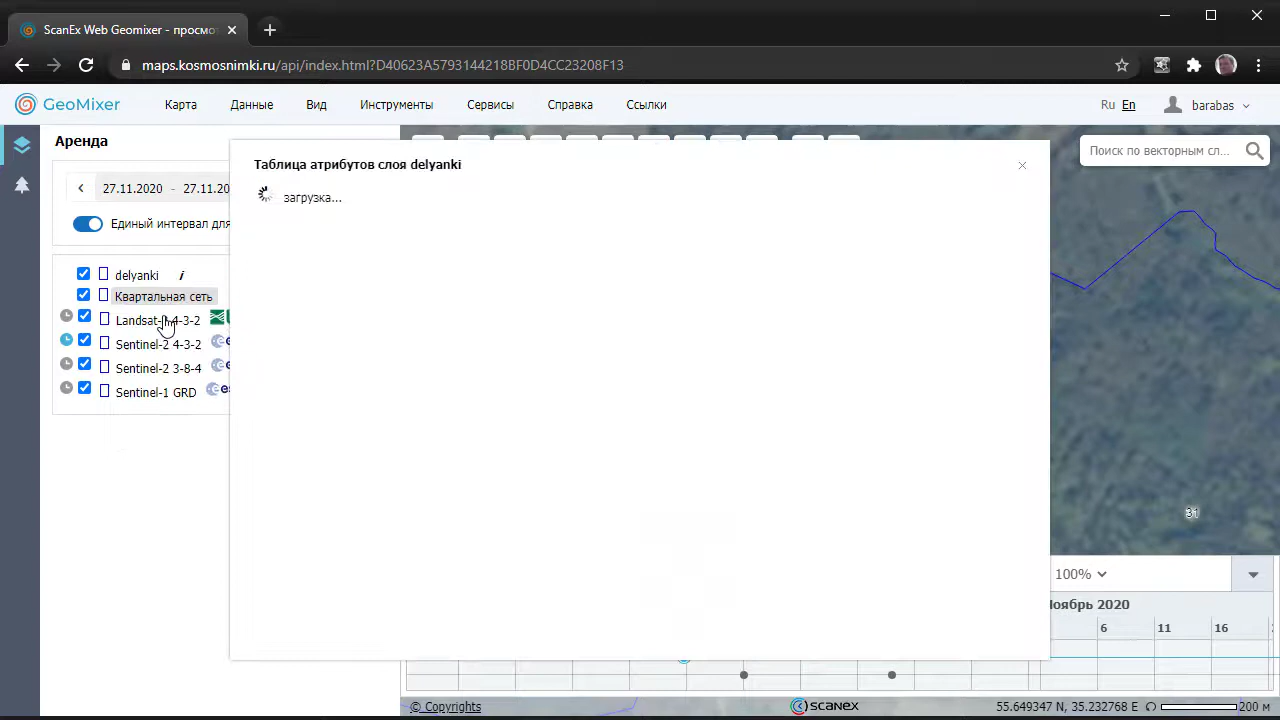 ScanEx Web Geomixer - просмо
maps.kosmosnimki.ru/api/index.html?D40623A5793144218BF0D4CC23208F13
GeoMixer
Карта
Данные
Вид
Инструменты
Сервисы
Справка
Ссылки
Ru En
barabas
Аренда
27.11.2020 - 27.11.20
Единый интервал для
delyanki i
Квартальная сеть
4-3-2
Sentinel-2 4-3-2
Sentinel-2 3-8-4
Sentinel-1 GRD
Таблица атрибутов слоя delyanki
загрузка...
Поиск по векторным сл...
31
100%
Ноябрь 2020
6 11 16
© Copyrights
scanex
55.649347 N, 35.232768 E
200 м